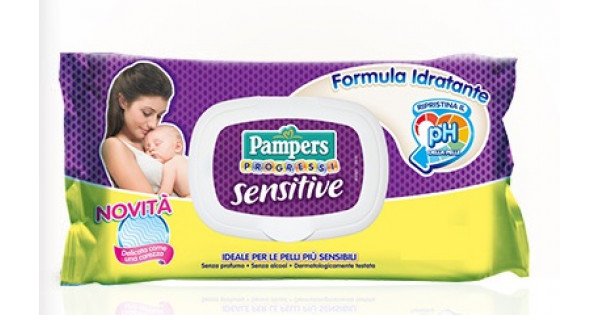 Formula Idratante
RIPRISTINA IL
pH
DELLA PELLE
Pampers
PROGRESSI
sensitive
NOVITÀ
Delicata come
una carezza!
IDEALE PER LE PELLI PIÙ SENSIBILI
Senza profumo • Senza alcool • Dermatologicamente testata